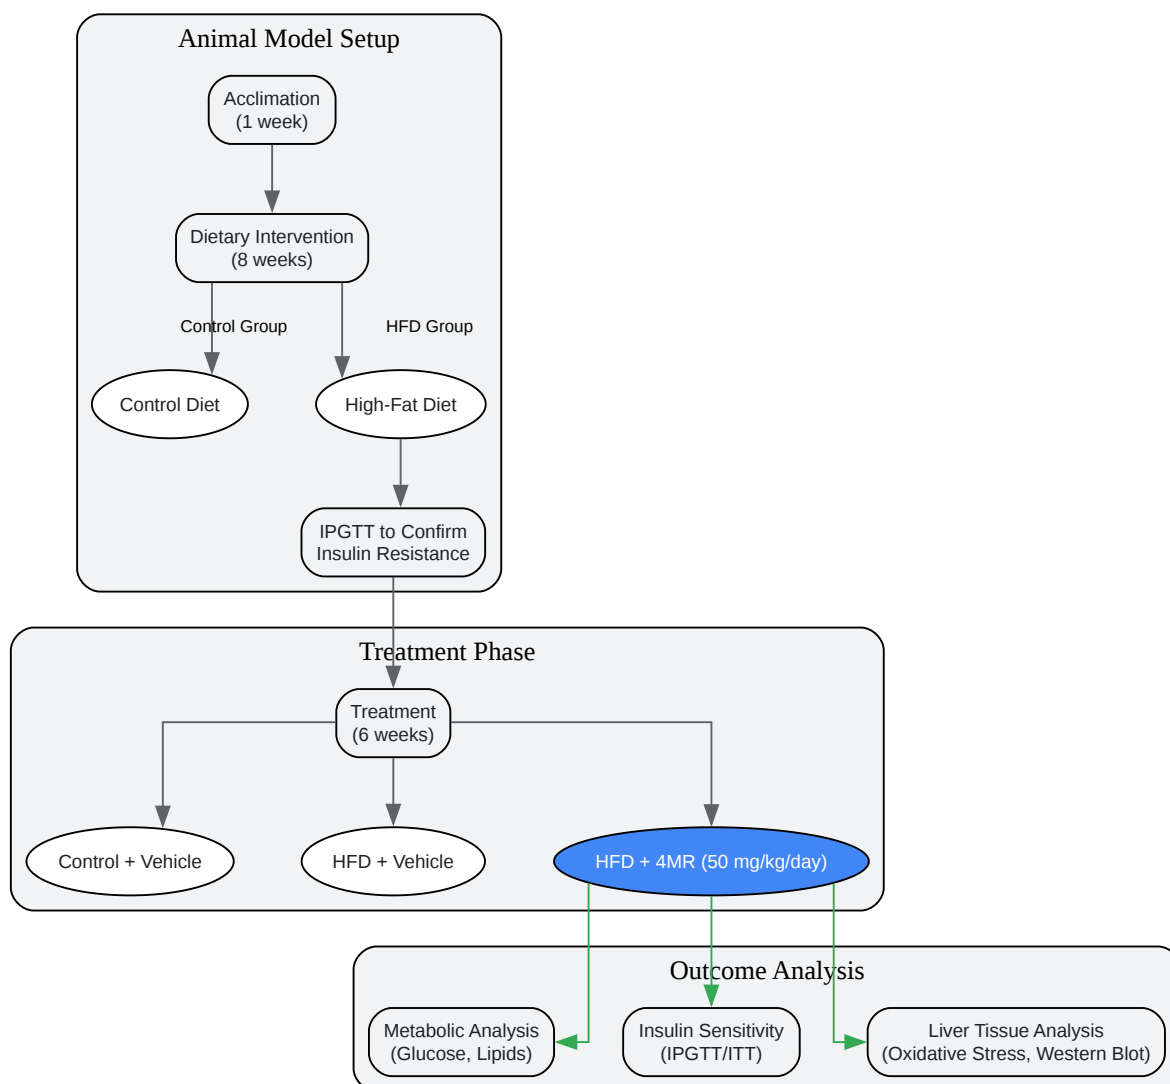 Animal Model Setup
Acclimation
(1 week)
Dietary Intervention
(8 weeks)
Control Group
HFD Group
Control Diet
High-Fat Diet
IPGTT to Confirm
Insulin Resistance
Treatment Phase
Treatment
(6 weeks)
Control + Vehicle
HFD + Vehicle
HFD + 4MR (50 mg/kg/day)
Outcome Analysis
Metabolic Analysis
(Glucose, Lipids)
Insulin Sensitivity
(IPGTT/ITT)
Liver Tissue Analysis
(Oxidative Stress, Western Blot)